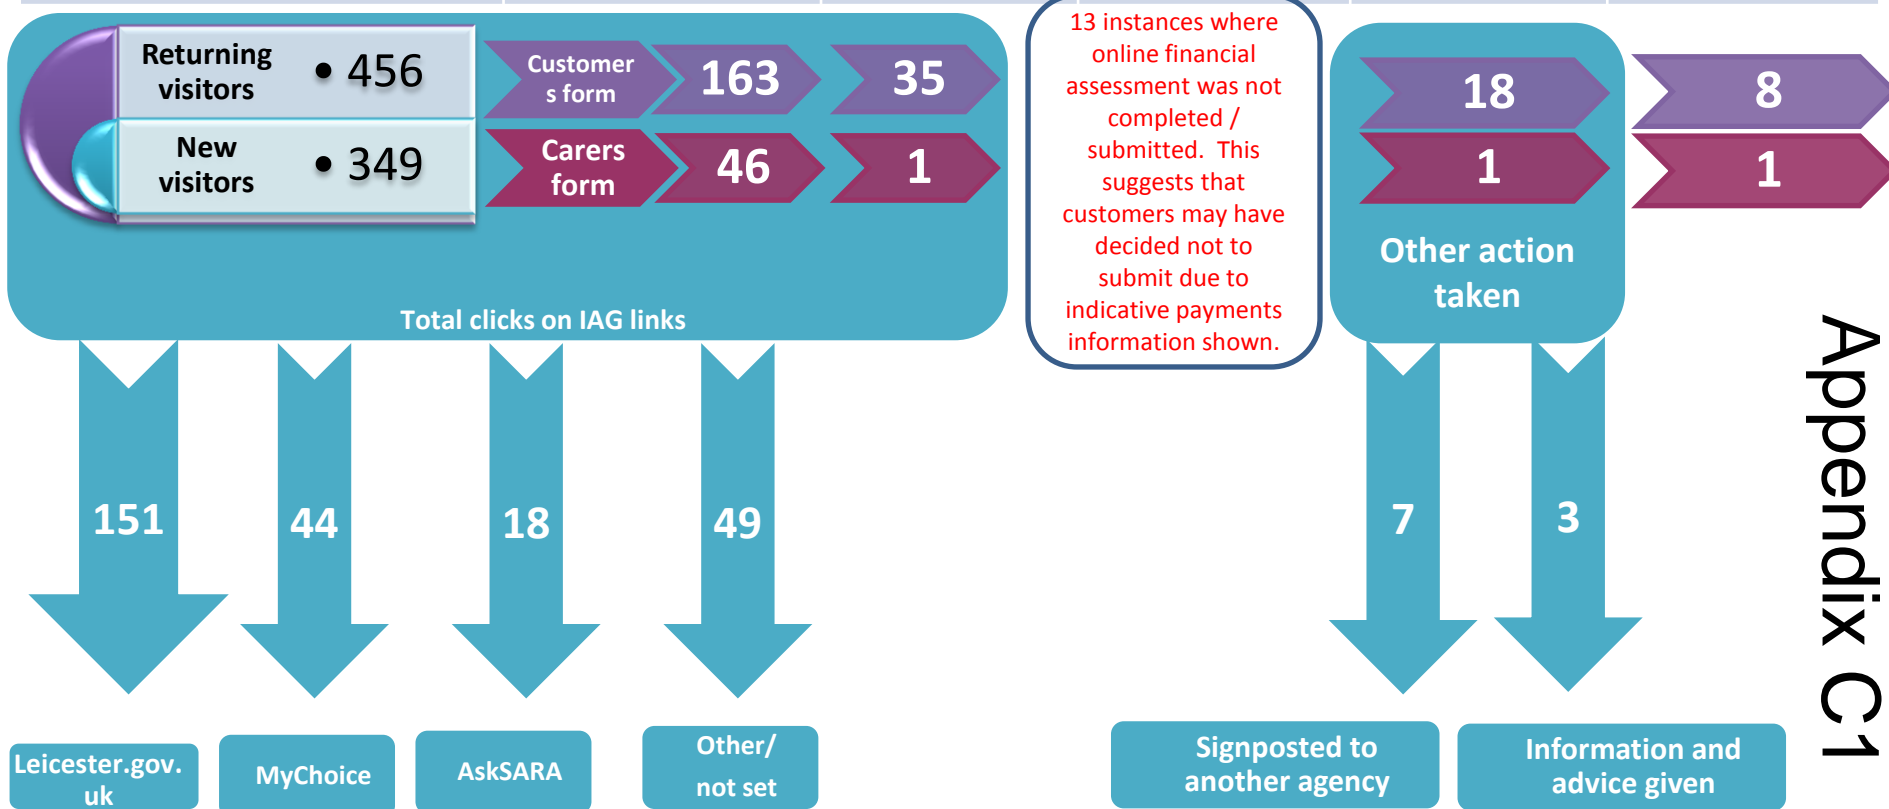 Returning
visitors
• 456
New
visitors
• 349
Customer
s form
163
35
Carers
form
46
1
Total clicks on IAG links
13 instances where
online financial
assessment was not
completed /
submitted. This
suggests that
customers may have
decided not to
submit due to
indicative payments
information shown.
18
8
1
1
Other action
taken
151
44
18
49
7
3
Leicester.gov.
uk
MyChoice
AskSARA
Other/
not set
Signposted to
another agency
Information and
advice given
Appendix C1